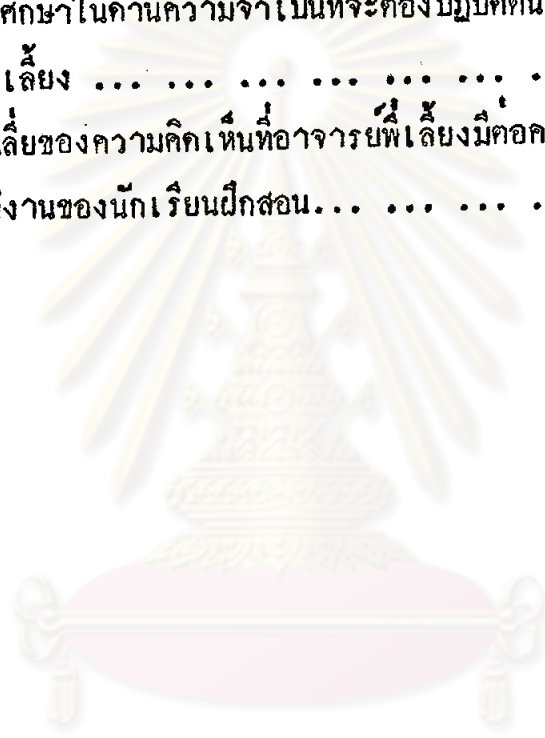 ศึกษาในด้านความจำเป็นที่จะต้องปฏิบัติตน
เลี้ยง ... ... ... ... ... ... .
ลี่ยของความคิดเห็นที่อาจารย์พี่เลี้ยงมีต่อค
งานของนักเรียนฝึกสอน... ... ... .